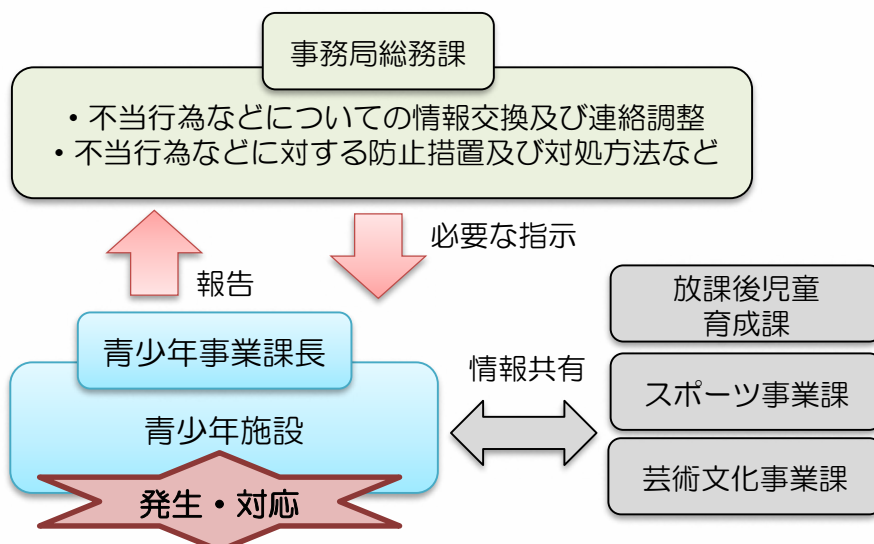 事務局総務課
・不当行為などについての情報交換及び連絡調整
・不当行為などに対する防止措置及び対処方法など
報告
必要な指示
青少年事業課長
青少年施設
発生・対応
情報共有
放課後児童
育成課
スポーツ事業課
芸術文化事業課